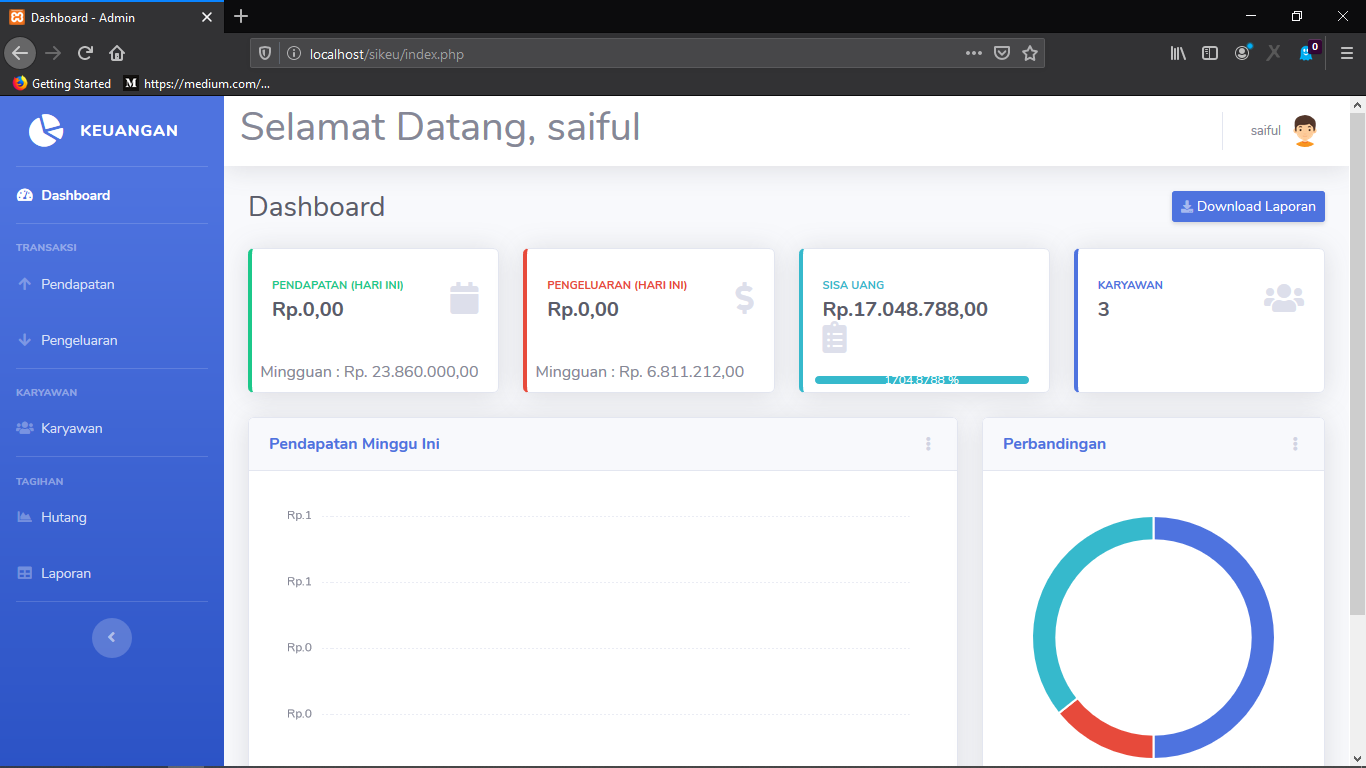 Dashboard - Admin
localhost/sikeu/index.php
0
Getting Started
M https://medium.com/...
KEUANGAN
Selamat Datang, saiful
saiful
Dashboard
TRANSAKSI
Pendapatan
Pengeluaran
KARYAWAN
Karyawan
TAGIHAN
Hutang
Laporan
Dashboard
Download Laporan
PENDAPATAN (HARI INI)
Rp.0,00
Mingguan : Rp. 23.860.000,00
PENGELUARAN (HARI INI)
Rp.0,00
Mingguan : Rp. 6.811.212,00
SISA UANG
Rp.17.048.788,00
1704.8788 %
KARYAWAN
3
Pendapatan Minggu Ini
Rp.1
Rp.1
Rp.0
Rp.0
Perbandingan